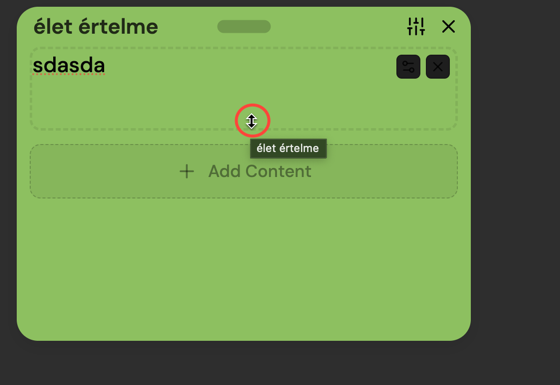 élet értelme
sdasda
élet értelme
Add Content